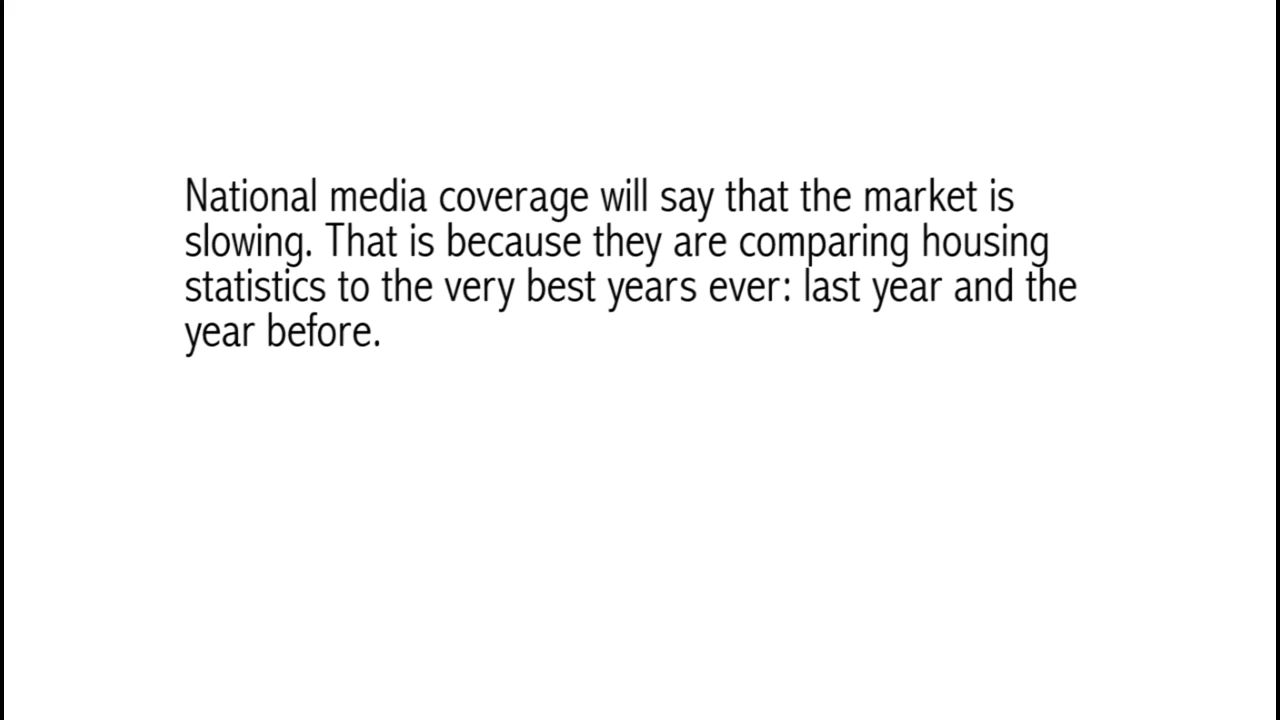 National media coverage will say that the market is
slowing. That is because they are comparing housing
statistics to the very best years ever: last year and the
year before.